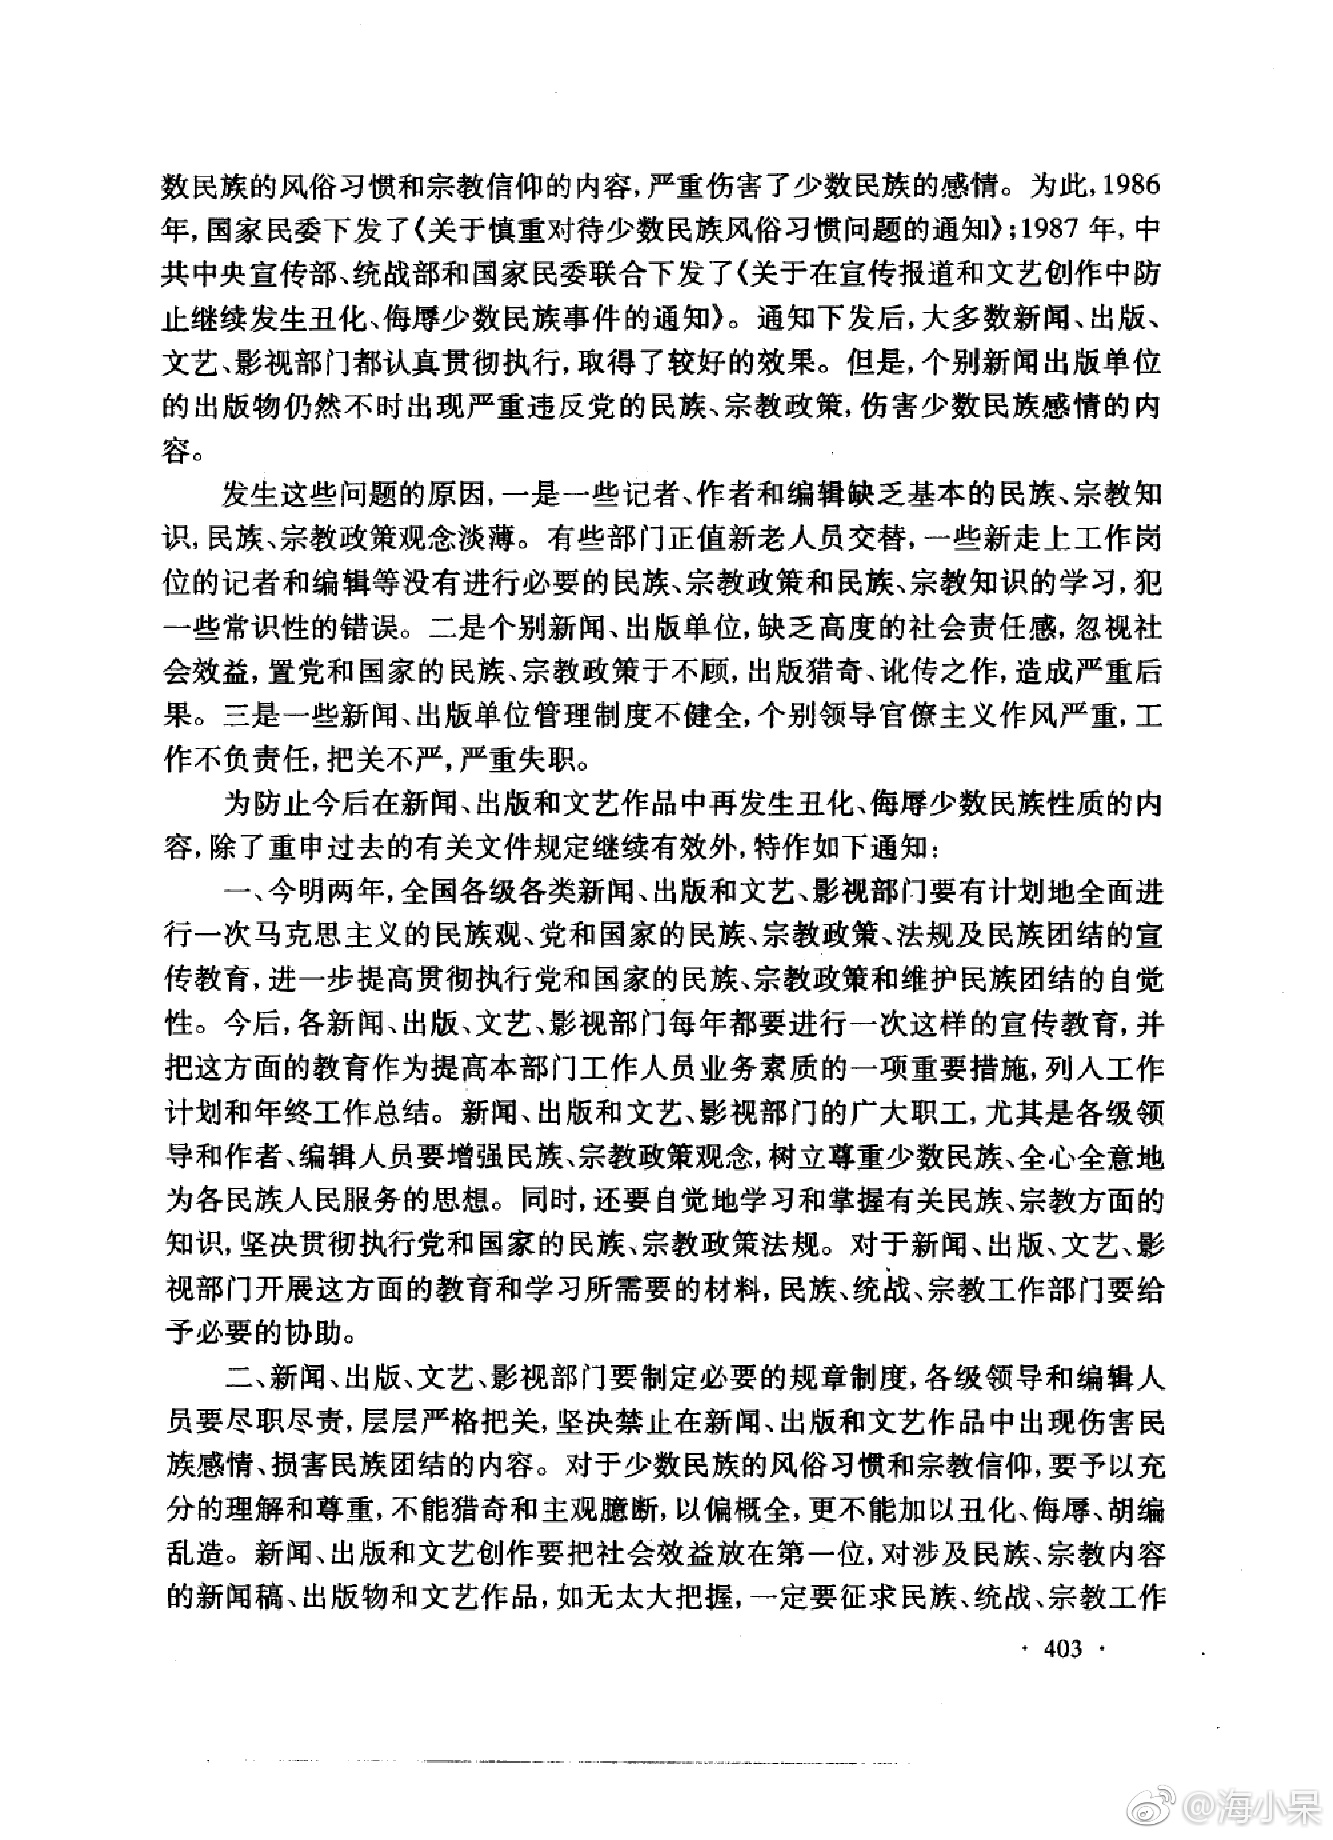 数民族的风俗习惯和宗教信仰的内容,严重伤害了少数民族的感情。为此,1986
年,国家民委下发了《关于慎重对待少数民族风俗习惯问题的通知》;1987 年,中
共中央宣传部、统战部和国家民委联合下发了《关于在宣传报道和文艺创作中防
止继续发生丑化、侮辱少数民族事件的通知》。通知下发后,大多数新闻、出版、
文艺、影视部门都认真贯彻执行,取得了较好的效果。但是,个别新闻出版单位
的出版物仍然不时出现严重违反党的民族、宗教政策,伤害少数民族感情的内
容。
发生这些问题的原因,一是一些记者、作者和编辑缺乏基本的民族、宗教知
识,民族、宗教政策观念淡薄。有些部门正值新老人员交替,一些新走上工作岗
位的记者和编辑等没有进行必要的民族、宗教政策和民族、宗教知识的学习,犯
一些常识性的错误。二是个别新闻、出版单位,缺乏高度的社会责任感,忽视社
会效益,置党和国家的民族、宗教政策于不顾,出版猎奇、讹传之作,造成严重后
果。三是一些新闻、出版单位管理制度不健全,个别领导官僚主义作风严重,工
作不负责任,把关不严,严重失职。
为防止今后在新闻、出版和文艺作品中再发生丑化、侮辱少数民族性质的内
容,除了重申过去的有关文件规定继续有效外,特作如下通知:
一、今明两年,全国各级各类新闻、出版和文艺、影视部门要有计划地全面进
行一次马克思主义的民族观、党和国家的民族、宗教政策、法规及民族团结的宣
传教育,进一步提高贯彻执行党和国家的民族、宗教政策和维护民族团结的自觉
性。今后,各新闻、出版、文艺、影视部门每年都要进行一次这样的宣传教育,并
把这方面的教育作为提高本部门工作人员业务素质的一项重要措施,列入工作
计划和年终工作总结。新闻、出版和文艺、影视部门的广大职工,尤其是各级领
导和作者、编辑人员要增强民族、宗教政策观念,树立尊重少数民族、全心全意地
为各民族人民服务的思想。同时,还要自觉地学习和掌握有关民族、宗教方面的
知识,坚决贯彻执行党和国家的民族、宗教政策法规。对于新闻、出版、文艺、影
视部门开展这方面的教育和学习所需要的材料,民族、统战、宗教工作部门要给
予必要的协助。
二、新闻、出版、文艺、影视部门要制定必要的规章制度,各级领导和编辑人
员要尽职尽责,层层严格把关,坚决禁止在新闻、出版和文艺作品中出现伤害民
族感情、损害民族团结的内容。对于少数民族的风俗习惯和宗教信仰,要予以充
分的理解和尊重,不能猎奇和主观臆断,以偏概全,更不能加以丑化、侮辱、胡编
乱造。新闻、出版和文艺创作要把社会效益放在第一位,对涉及民族、宗教内容
的新闻稿、出版物和文艺作品,如无太大把握,一定要征求民族、统战、宗教工作
· 403 ·
@海小呆